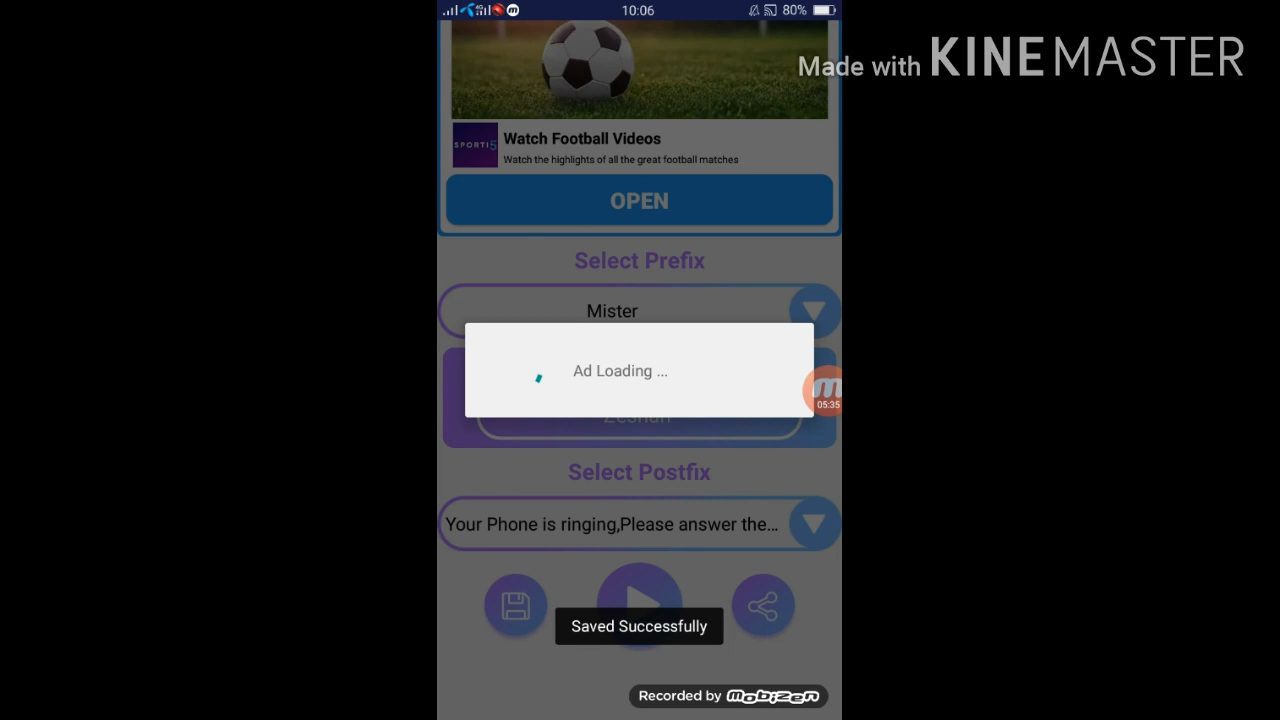 10:06
80%
Made with KINEMASTER
SPORTI5
Watch Football Videos
Watch the highlights of all the great football matches
OPEN
Select Prefix
Mister
Ad Loading ...
05:35
Zeshan
Select Postfix
Your Phone is ringing,Please answer the...
Saved Successfully
Recorded by mobizen